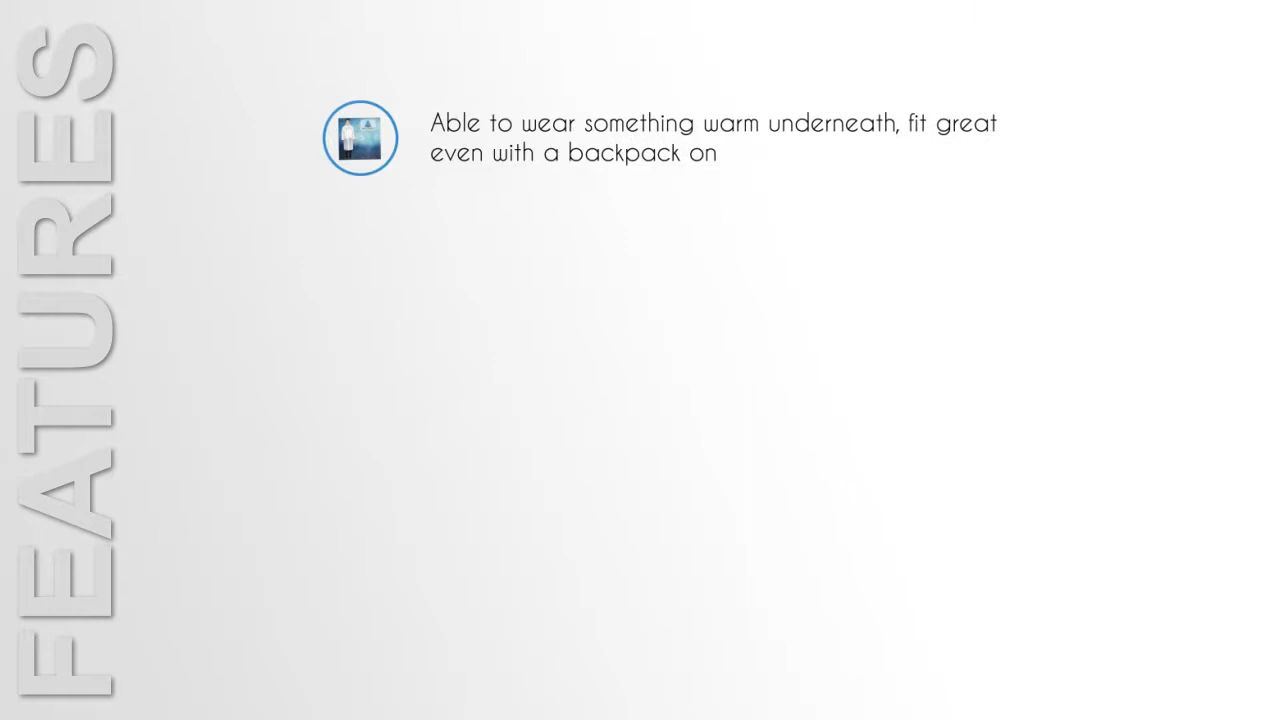 FEATURES
Able to wear something warm underneath, fit great
even with a backpack on